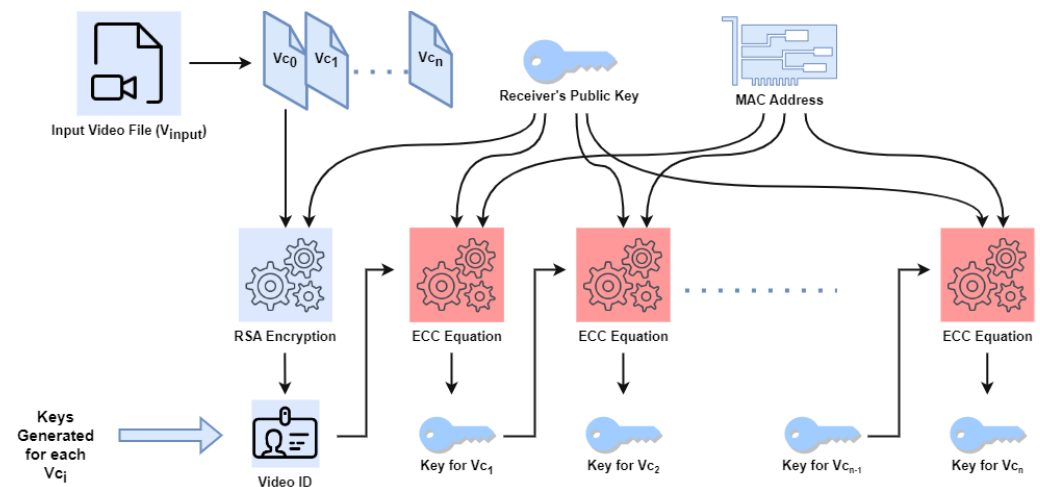 Vc₀
Vc₁
Vcₙ
Receiver's Public Key
MAC Address
Input Video File (V_input)
RSA Encryption
ECC Equation
ECC Equation
ECC Equation
Keys
Generated
for each
Vcᵢ
Video ID
Key for Vc₁
Key for Vc₂
Key for Vcₙ₋₁
Key for Vcₙ